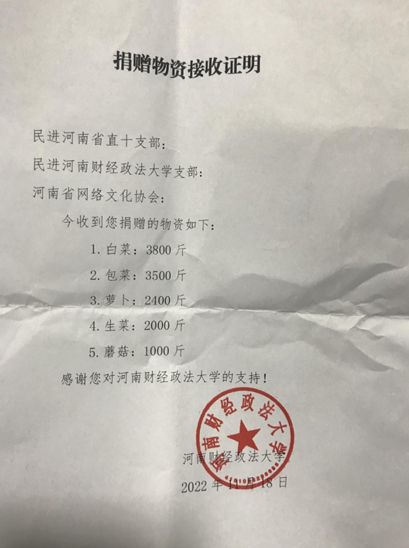 捐赠物资接收证明
民进河南省直十支部:
民进河南财经政法大学支部:
河南省网络文化协会:
今收到您捐赠的物资如下:
1. 白菜: 3800 斤
2. 包菜: 3500 斤
3. 萝卜: 2400 斤
4. 生菜: 2000 斤
5. 蘑菇: 1000 斤
感谢您对河南财经政法大学的支持!
河南财经政法大学
河南财经政法大学
2022 年 11 月 18 日